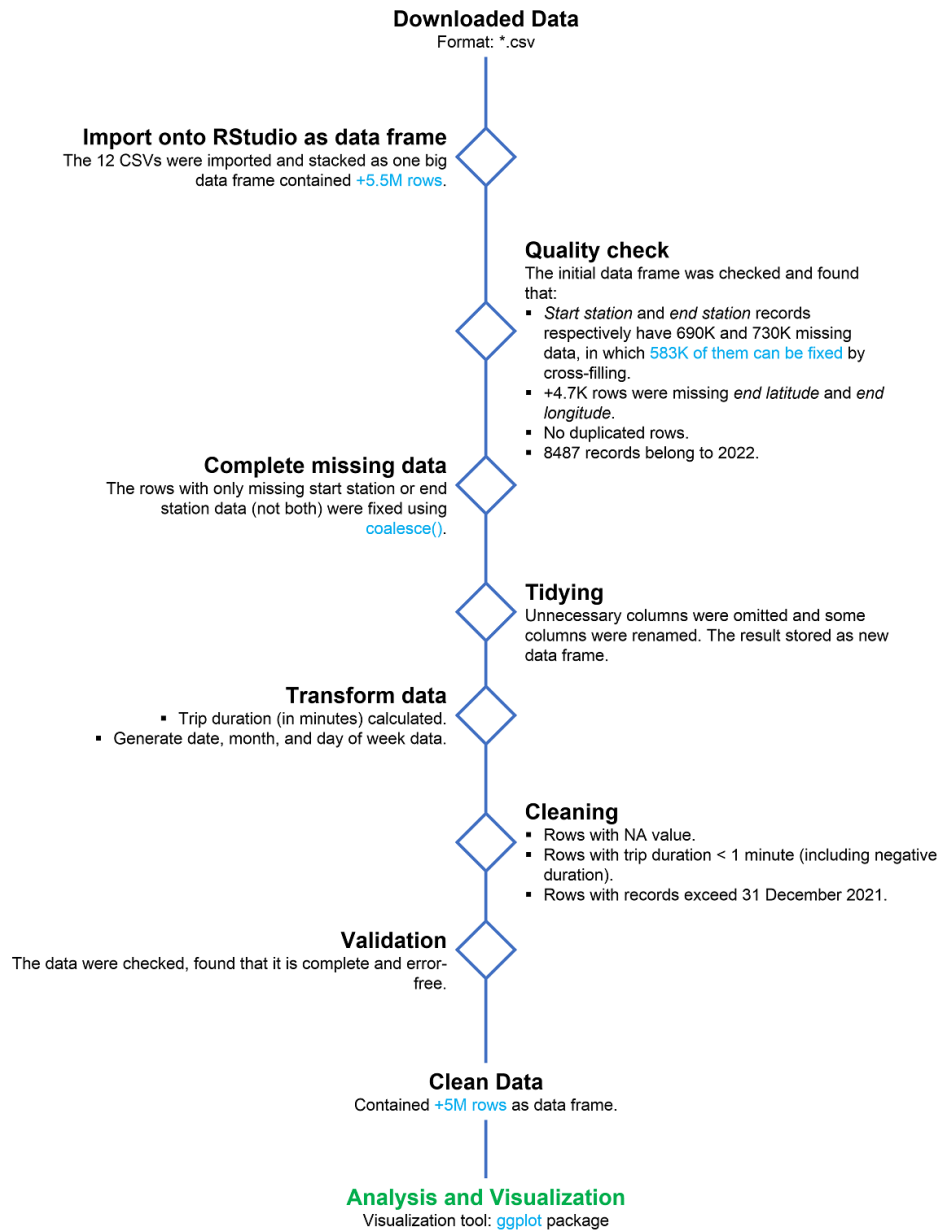 Downloaded Data
Format: *.csv
Import onto RStudio as data frame
The 12 CSVs were imported and stacked as one big
data frame contained +5.5M rows.
Quality check
The initial data frame was checked and found
that:
▪ Start station and end station records
respectively have 690K and 730K missing
data, in which 583K of them can be fixed by
cross-filling.
▪ +4.7K rows were missing end latitude and end
longitude.
▪ No duplicated rows.
▪ 8487 records belong to 2022.
Complete missing data
The rows with only missing start station or end
station data (not both) were fixed using
coalesce().
Tidying
Unnecessary columns were omitted and some
columns were renamed. The result stored as new
data frame.
Transform data
▪ Trip duration (in minutes) calculated.
▪ Generate date, month, and day of week data.
Cleaning
▪ Rows with NA value.
▪ Rows with trip duration < 1 minute (including negative
duration).
▪ Rows with records exceed 31 December 2021.
Validation
The data were checked, found that it is complete and error-
free.
Clean Data
Contained +5M rows as data frame.
Analysis and Visualization
Visualization tool: ggplot package